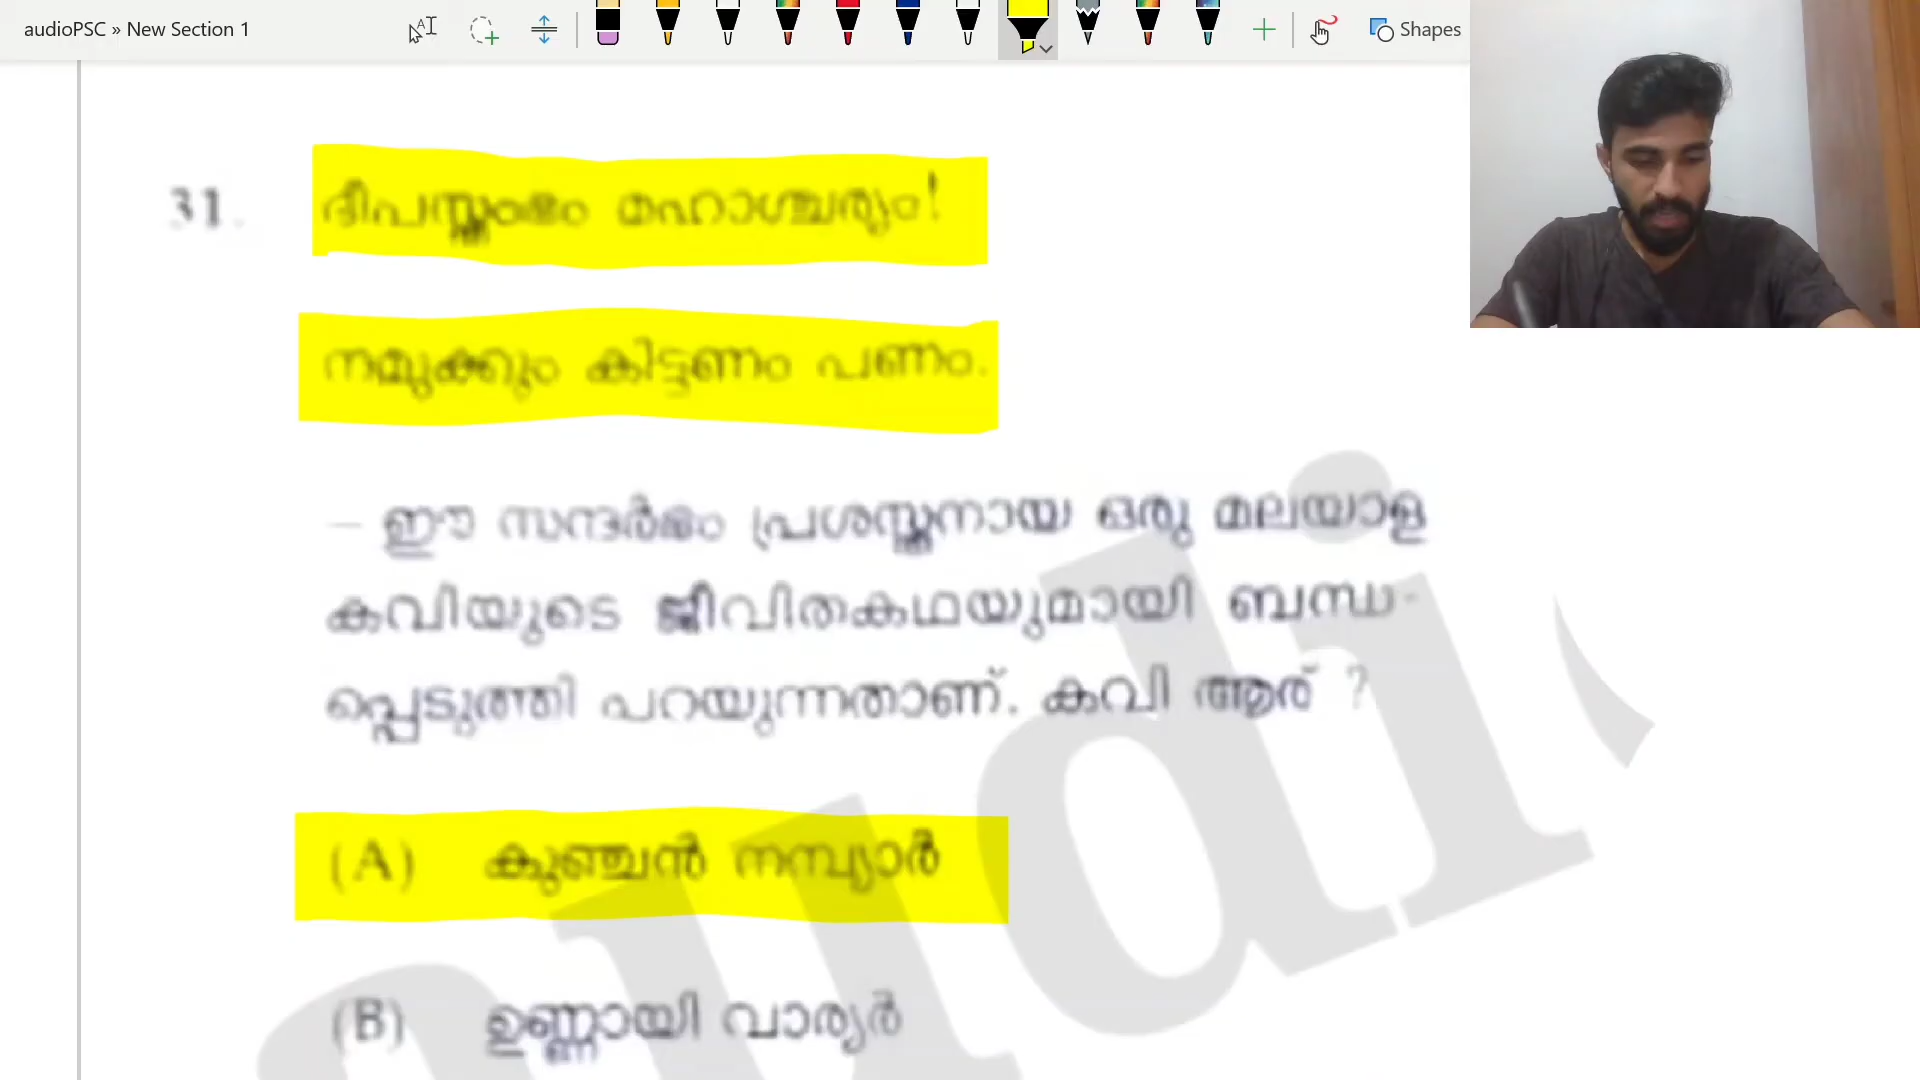 audioPSC » New Section 1
Shapes
31. ദീപസ്തംഭം മഹാശ്ചര്യം!
നമുക്കും കിട്ടണം പണം.
– ഈ സന്ദർഭം പ്രശസ്തനായ ഒരു മലയാള
കവിയുടെ ജീവിതകഥയുമായി ബന്ധ-
പ്പെടുത്തി പറയുന്നതാണ്. കവി ആര് ?
(A) കുഞ്ചൻ നമ്പ്യാർ
(B) ഉണ്ണായി വാര്യർ
audi